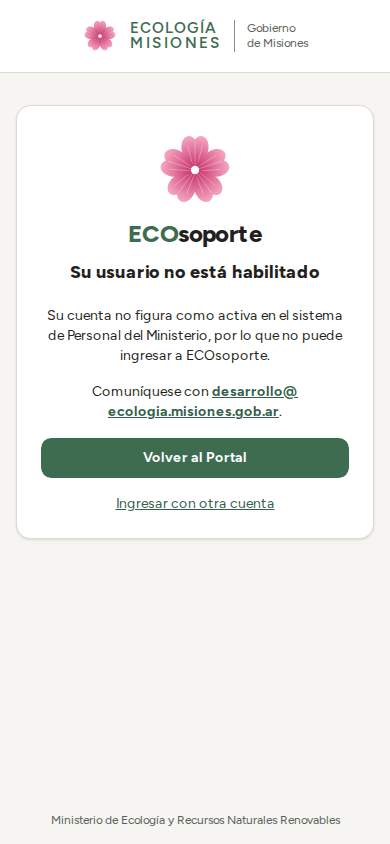 ECOLOGÍA
MISIONES
Gobierno
de Misiones
ECOsoporte
Su usuario no está habilitado
Su cuenta no figura como activa en el sistema
de Personal del Ministerio, por lo que no puede
ingresar a ECOsoporte.
Comuníquese con desarrollo@
ecologia.misiones.gob.ar.
Volver al Portal
Ingresar con otra cuenta
Ministerio de Ecología y Recursos Naturales Renovables